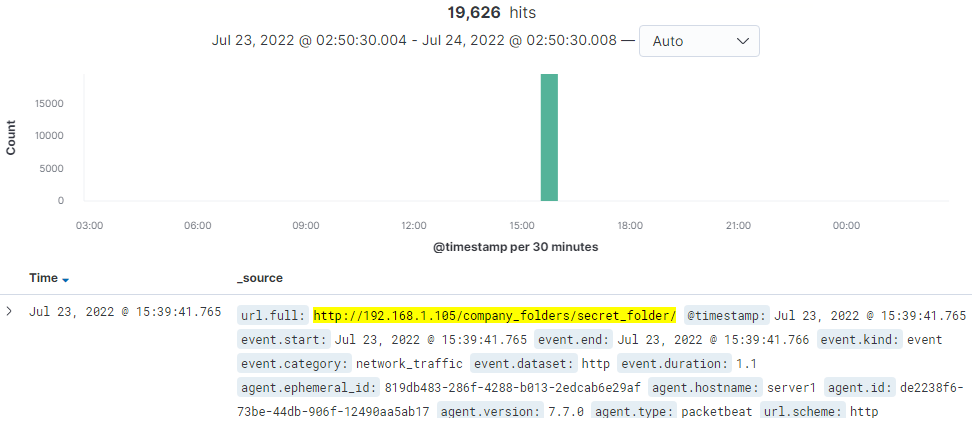 19,626 hits
Jul 23, 2022 @ 02:50:30.004 - Jul 24, 2022 @ 02:50:30.008 — Auto
Count
15000
10000
5000
0
03:00 06:00 09:00 12:00 15:00 18:00 21:00 00:00
@timestamp per 30 minutes
Time _source
Jul 23, 2022 @ 15:39:41.765 url.full: http://192.168.1.105/company_folders/secret_folder/ @timestamp: Jul 23, 2022 @ 15:39:41.765
event.start: Jul 23, 2022 @ 15:39:41.765 event.end: Jul 23, 2022 @ 15:39:41.766 event.kind: event
event.category: network_traffic event.dataset: http event.duration: 1.1
agent.ephemeral_id: 819db483-286f-4288-b013-2edcab6e29af agent.hostname: server1 agent.id: de2238f6-
73be-44db-906f-12490aa5ab17 agent.version: 7.7.0 agent.type: packetbeat url.scheme: http